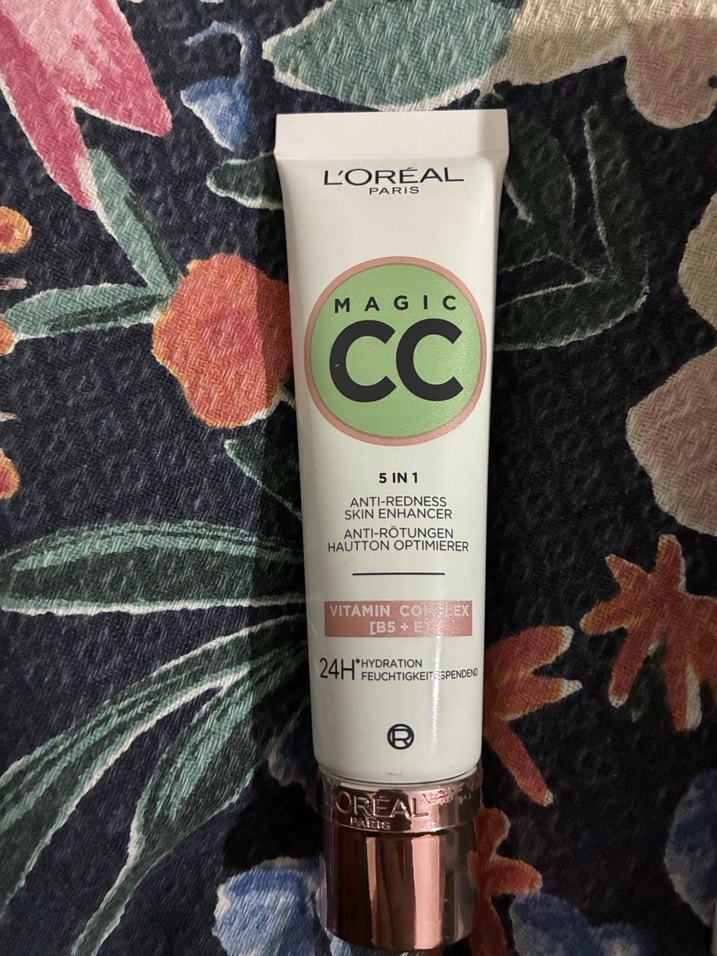 L'ORÉAL
PARIS
MAGIC
CC
5 IN 1
ANTI-REDNESS
SKIN ENHANCER
ANTI-RÖTUNGEN
HAUTTON OPTIMIERER
VITAMIN COMPLEX
[B5 + E]
24H* HYDRATION
FEUCHTIGKEITSSPENDEND
L'ORÉAL
PARIS